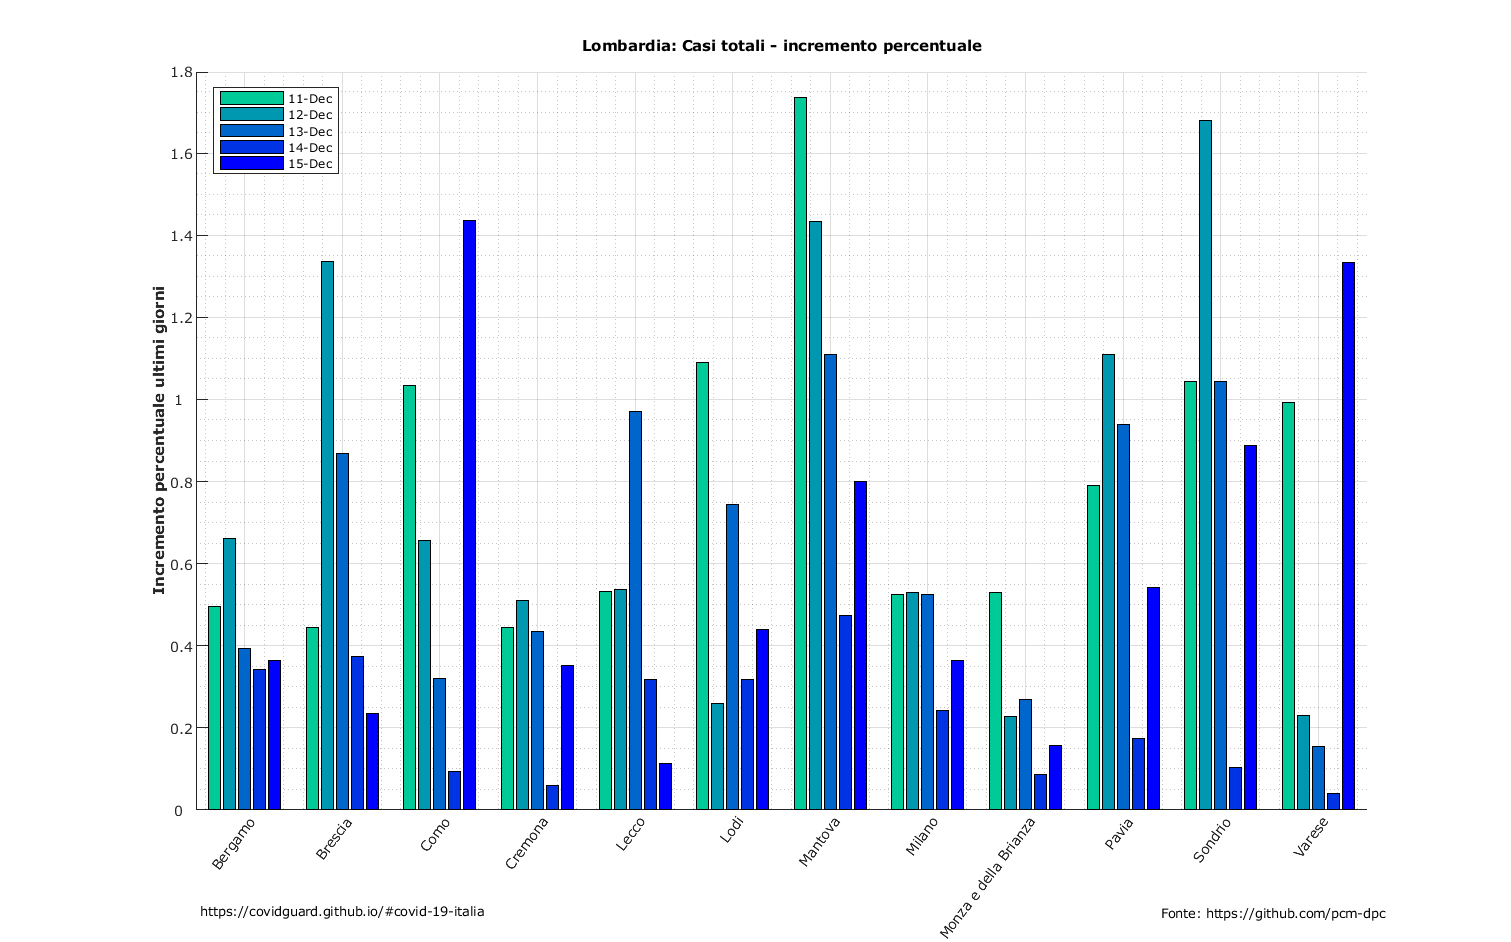 Lombardia: Casi totali - incremento percentuale
1.8
1.6
1.4
1.2
1
0.8
0.6
0.4
0.2
0
Incremento percentuale ultimi giorni
11-Dec
12-Dec
13-Dec
14-Dec
15-Dec
Bergamo
Brescia
Como
Cremona
Lecco
Lodi
Mantova
Milano
Monza e della Brianza
Pavia
Sondrio
Varese
https://covidguard.github.io/#covid-19-italia
Fonte: https://github.com/pcm-dpc